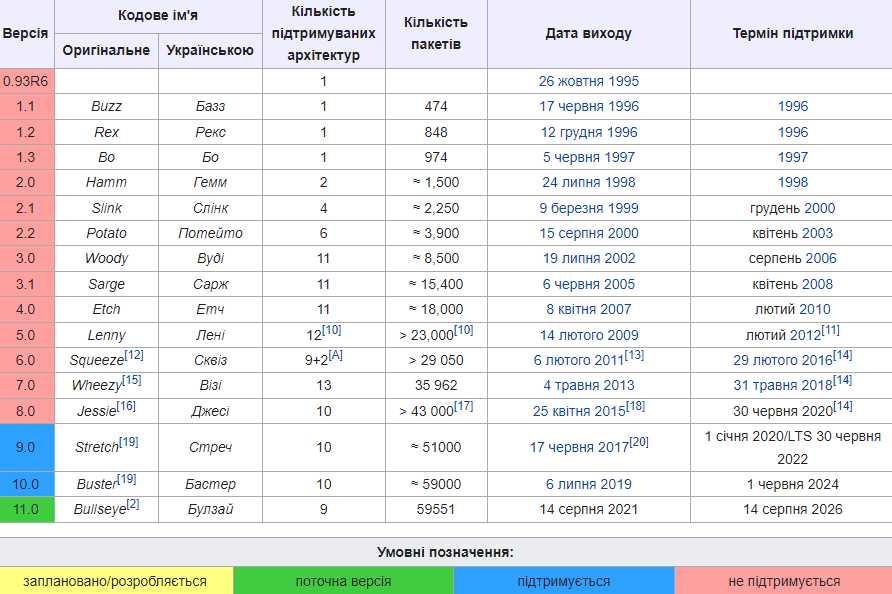 Версія Кодове ім'я Кількість підтримуваних архітектур Кількість пакетів Дата виходу Термін підтримки
Оригінальне Українською
0.93R6 1 26 жовтня 1995
1.1 Buzz Базз 1 474 17 червня 1996 1996
1.2 Rex Рекс 1 848 12 грудня 1996 1996
1.3 Bo Бо 1 974 5 червня 1997 1997
2.0 Hamm Гемм 2 ≈ 1,500 24 липня 1998 1998
2.1 Slink Слінк 4 ≈ 2,250 9 березня 1999 грудень 2000
2.2 Potato Потейто 6 ≈ 3,900 15 серпня 2000 квітень 2003
3.0 Woody Вуді 11 ≈ 8,500 19 липня 2002 серпень 2006
3.1 Sarge Сарж 11 ≈ 15,400 6 червня 2005 квітень 2008
4.0 Etch Етч 11 ≈ 18,000 8 квітня 2007 лютий 2010
5.0 Lenny Лені 12[10] > 23,000[10] 14 лютого 2009 лютий 2012[11]
6.0 Squeeze[12] Сквіз 9+2[A] > 29 050 6 лютого 2011[13] 29 лютого 2016[14]
7.0 Wheezy[15] Візі 13 35 962 4 травня 2013 31 травня 2018[14]
8.0 Jessie[16] Джесі 10 > 43 000[17] 25 квітня 2015[18] 30 червня 2020[14]
9.0 Stretch[19] Стреч 10 ≈ 51000 17 червня 2017[20] 1 січня 2020/LTS 30 червня 2022
10.0 Buster[19] Бастер 10 ≈ 59000 6 липня 2019 1 червня 2024
11.0 Bullseye[2] Булзай 9 59551 14 серпня 2021 14 серпня 2026
Умовні позначення:
заплановано/розробляється поточна версія підтримується не підтримується